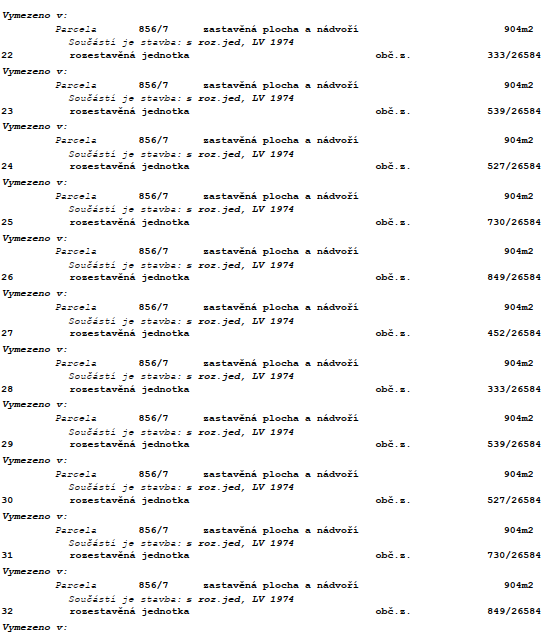 Vymezeno v:
Parcela 856/7 zastavěná plocha a nádvoří 904m2
Součástí je stavba: s roz.jed, LV 1974
22 rozestavěná jednotka obč.z. 333/26584
Vymezeno v:
Parcela 856/7 zastavěná plocha a nádvoří 904m2
Součástí je stavba: s roz.jed, LV 1974
23 rozestavěná jednotka obč.z. 539/26584
Vymezeno v:
Parcela 856/7 zastavěná plocha a nádvoří 904m2
Součástí je stavba: s roz.jed, LV 1974
24 rozestavěná jednotka obč.z. 527/26584
Vymezeno v:
Parcela 856/7 zastavěná plocha a nádvoří 904m2
Součástí je stavba: s roz.jed, LV 1974
25 rozestavěná jednotka obč.z. 730/26584
Vymezeno v:
Parcela 856/7 zastavěná plocha a nádvoří 904m2
Součástí je stavba: s roz.jed, LV 1974
26 rozestavěná jednotka obč.z. 849/26584
Vymezeno v:
Parcela 856/7 zastavěná plocha a nádvoří 904m2
Součástí je stavba: s roz.jed, LV 1974
27 rozestavěná jednotka obč.z. 452/26584
Vymezeno v:
Parcela 856/7 zastavěná plocha a nádvoří 904m2
Součástí je stavba: s roz.jed, LV 1974
28 rozestavěná jednotka obč.z. 333/26584
Vymezeno v:
Parcela 856/7 zastavěná plocha a nádvoří 904m2
Součástí je stavba: s roz.jed, LV 1974
29 rozestavěná jednotka obč.z. 539/26584
Vymezeno v:
Parcela 856/7 zastavěná plocha a nádvoří 904m2
Součástí je stavba: s roz.jed, LV 1974
30 rozestavěná jednotka obč.z. 527/26584
Vymezeno v:
Parcela 856/7 zastavěná plocha a nádvoří 904m2
Součástí je stavba: s roz.jed, LV 1974
31 rozestavěná jednotka obč.z. 730/26584
Vymezeno v:
Parcela 856/7 zastavěná plocha a nádvoří 904m2
Součástí je stavba: s roz.jed, LV 1974
32 rozestavěná jednotka obč.z. 849/26584
Vymezeno v: